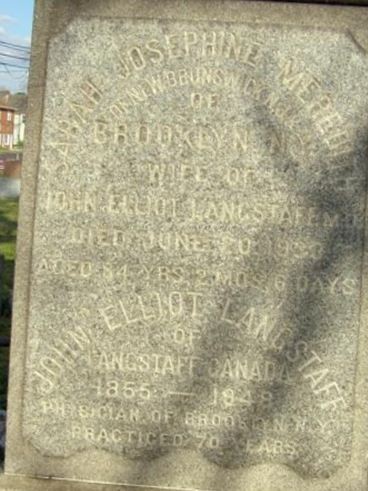 SARAH JOSEPHINE MEREDITH
OF NEW BRUNSWICK, N.J.
OF
BROOKLYN N.Y.
WIFE OF
JOHN ELLIOT LANGSTAFF M.D.
DIED JUNE 20,
AGED 84 YRS, 2 MOS, 6 DAYS
JOHN ELLIOT LANGSTAFF
OF
LANGSTAFF CANADA
1855 — 1948
PHYSICIAN OF BROOKLYN N.Y.
PRACTICED 70 YEARS